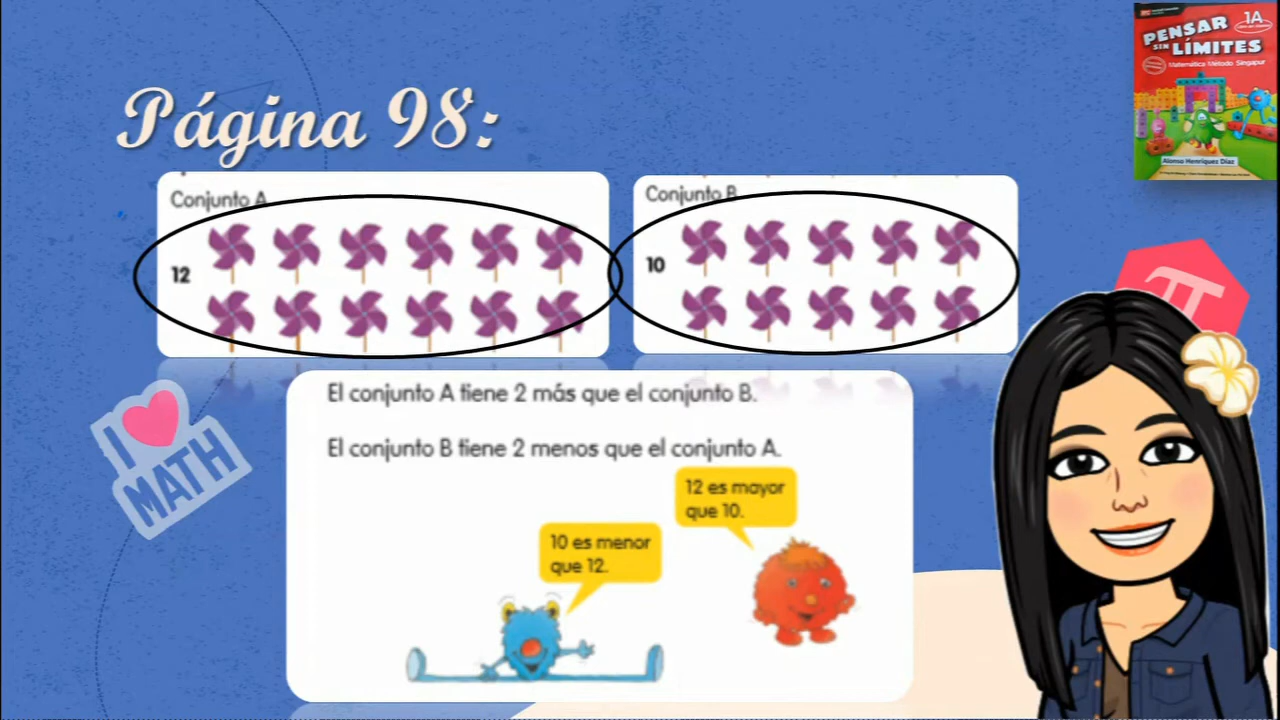 Página 98:
1A
PENSAR
SIN LÍMITES
Matemática Método Singapur
Alonso Henríquez Díaz
Conjunto A
12
Conjunto B
10
El conjunto A tiene 2 más que el conjunto B.
El conjunto B tiene 2 menos que el conjunto A.
12 es mayor
que 10.
10 es menor
que 12.
I
MATH
π